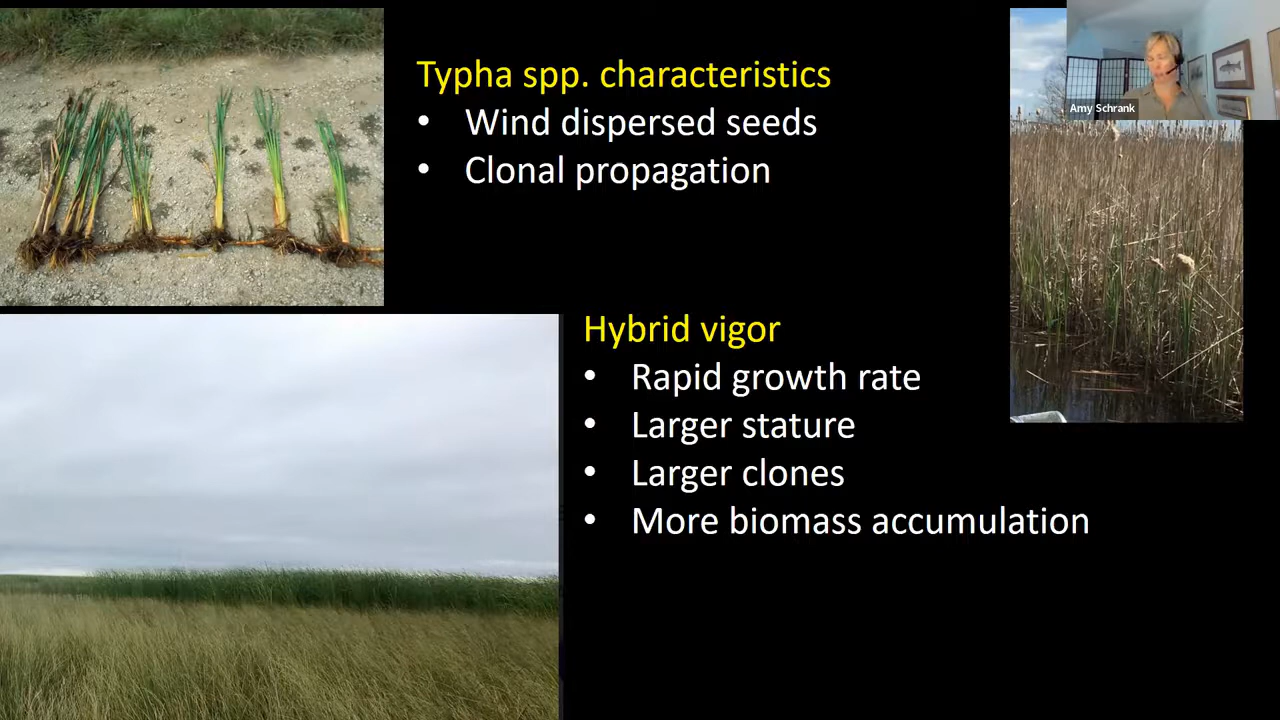 Typha spp. characteristics
• Wind dispersed seeds
• Clonal propagation
Amy Schrank
Hybrid vigor
• Rapid growth rate
• Larger stature
• Larger clones
• More biomass accumulation